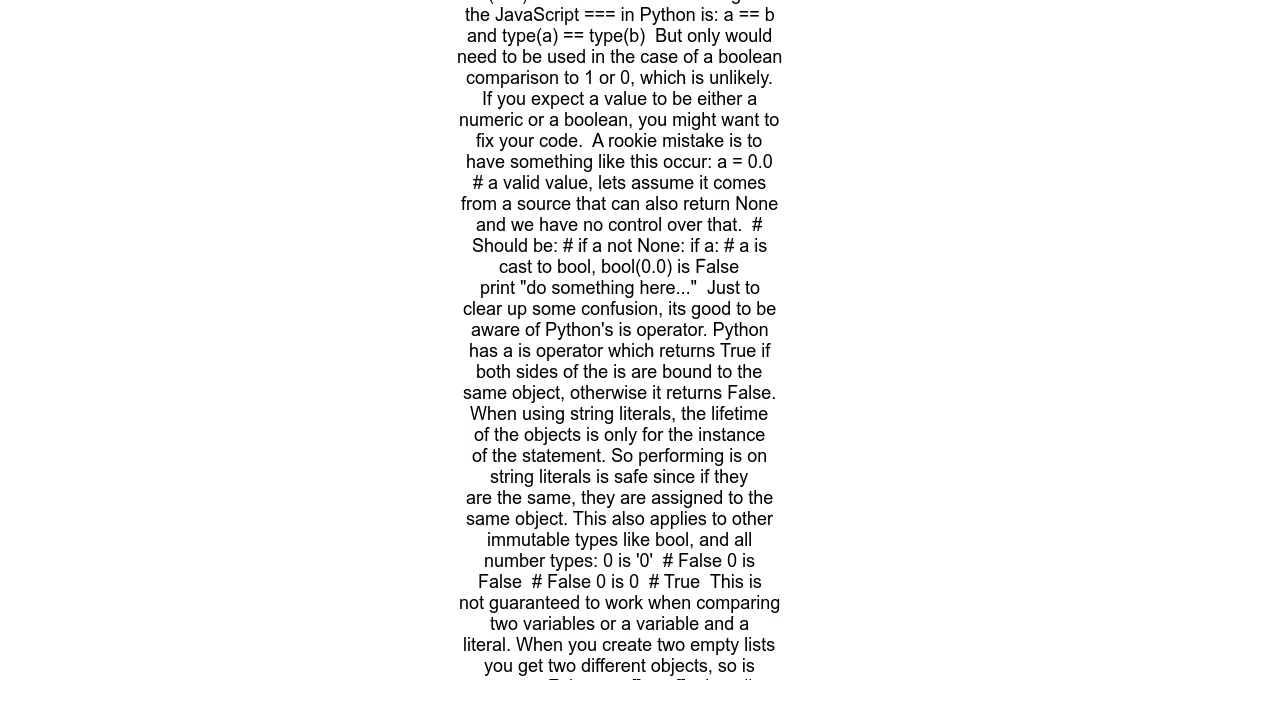 the JavaScript === in Python is: a == b
and type(a) == type(b)  But only would
need to be used in the case of a boolean
comparison to 1 or 0, which is unlikely.
If you expect a value to be either a
numeric or a boolean, you might want to
fix your code.  A rookie mistake is to
have something like this occur: a = 0.0
# a valid value, lets assume it comes
from a source that can also return None
and we have no control over that.  #
Should be: # if a not None: if a: # a is
cast to bool, bool(0.0) is False
print "do something here..."  Just to
clear up some confusion, its good to be
aware of Python's is operator. Python
has a is operator which returns True if
both sides of the is are bound to the
same object, otherwise it returns False.
When using string literals, the lifetime
of the objects is only for the instance
of the statement. So performing is on
string literals is safe since if they
are the same, they are assigned to the
same object. This also applies to other
immutable types like bool, and all
number types: 0 is '0'  # False 0 is
False  # False 0 is 0  # True  This is
not guaranteed to work when comparing
two variables or a variable and a
literal. When you create two empty lists
you get two different objects, so is